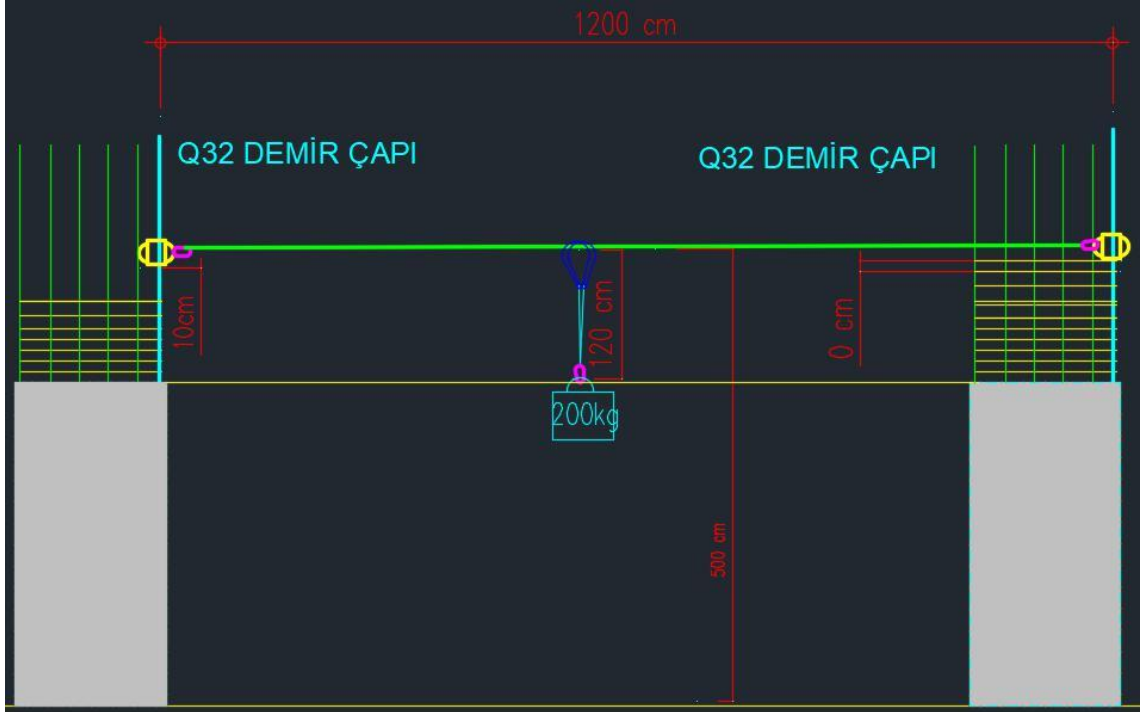 1200 cm
Q32 DEMİR ÇAPI
Q32 DEMİR ÇAPI
10cm
120 cm
0 cm
200kg
500 cm